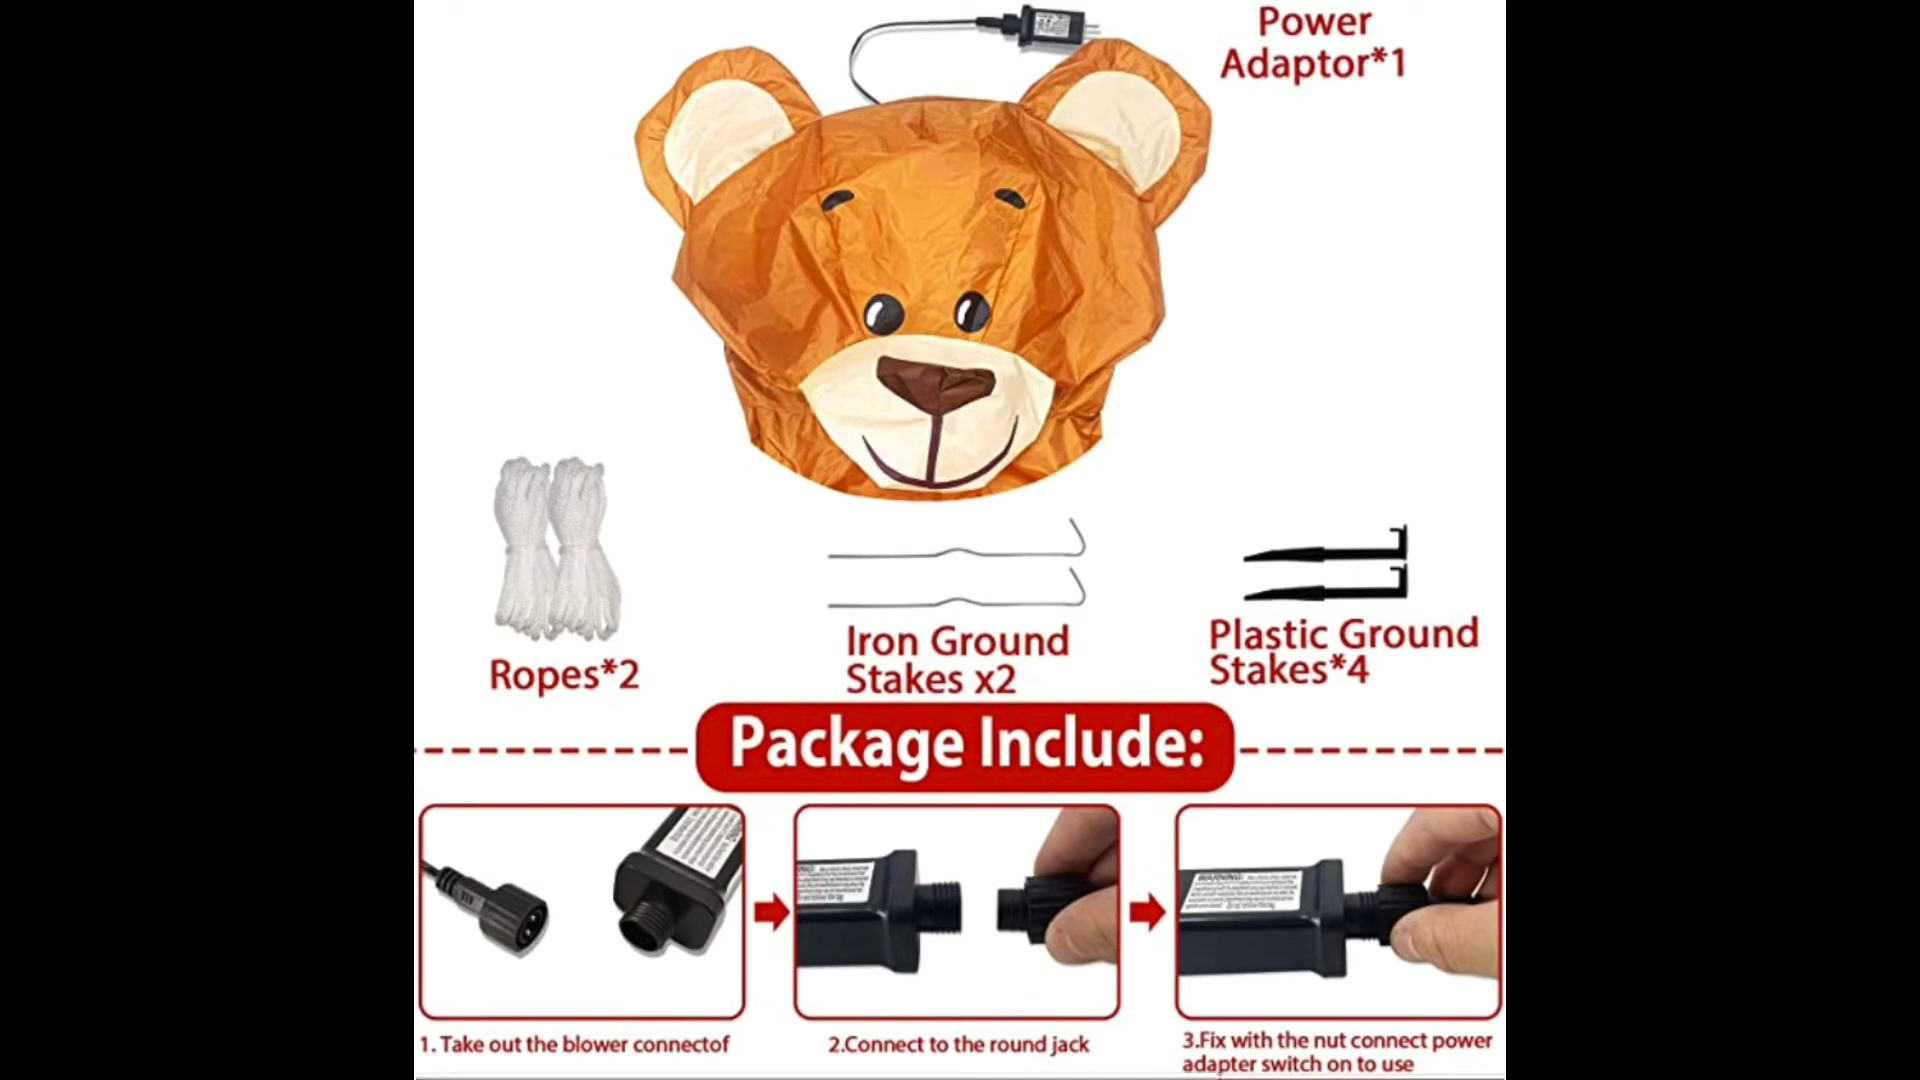 Power
Adaptor*1
Ropes*2
Iron Ground
Stakes x2
Plastic Ground
Stakes*4
Package Include:
WARNING:
1. Take out the blower connectof
2.Connect to the round jack
3.Fix with the nut connect power
adapter switch on to use